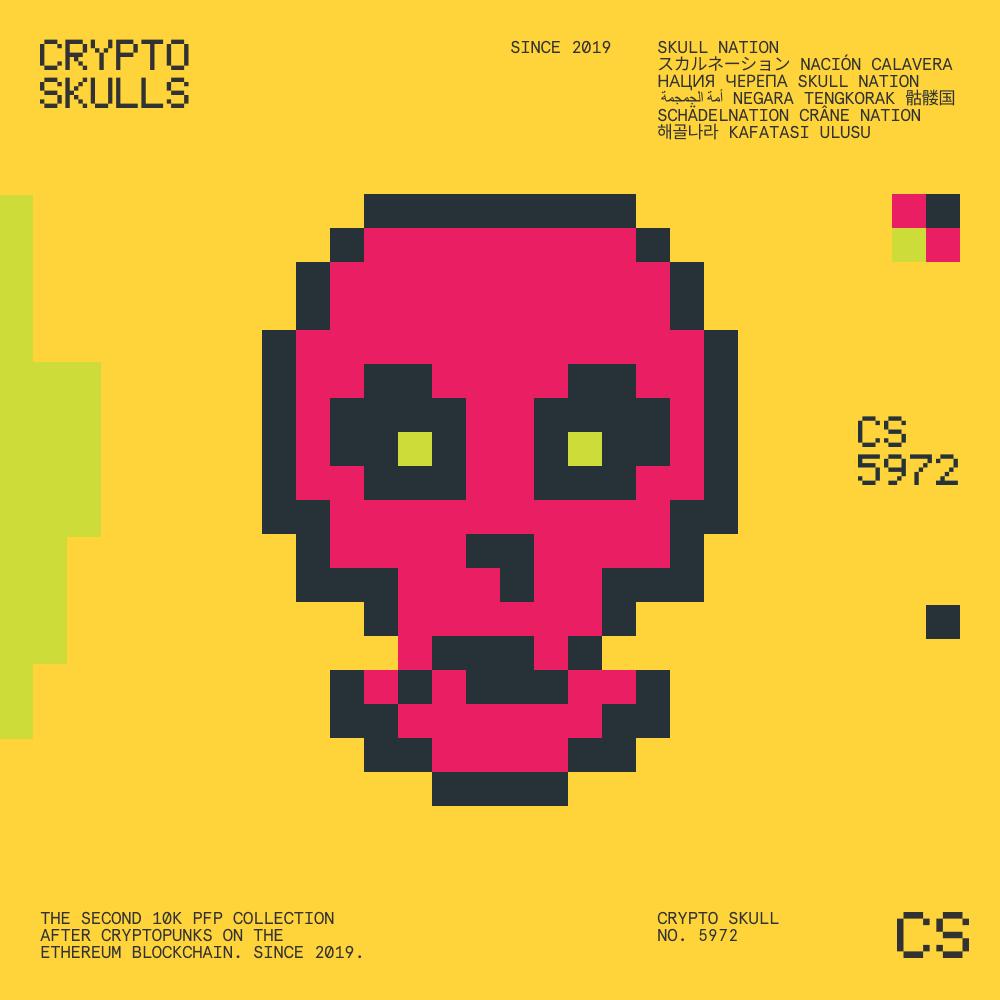 CRYPTO
SKULLS
SINCE 2019
SKULL NATION
スカルネーション NACIÓN CALAVERA
НАЦИЯ ЧЕРЕПА SKULL NATION
أمة الجمجمة NEGARA TENGKORAK 骷髅国
SCHÄDELNATION CRÂNE NATION
해골나라 KAFATASI ULUSU
CS
5972
THE SECOND 10K PFP COLLECTION
AFTER CRYPTOPUNKS ON THE
ETHEREUM BLOCKCHAIN. SINCE 2019.
CRYPTO SKULL
NO. 5972
CS